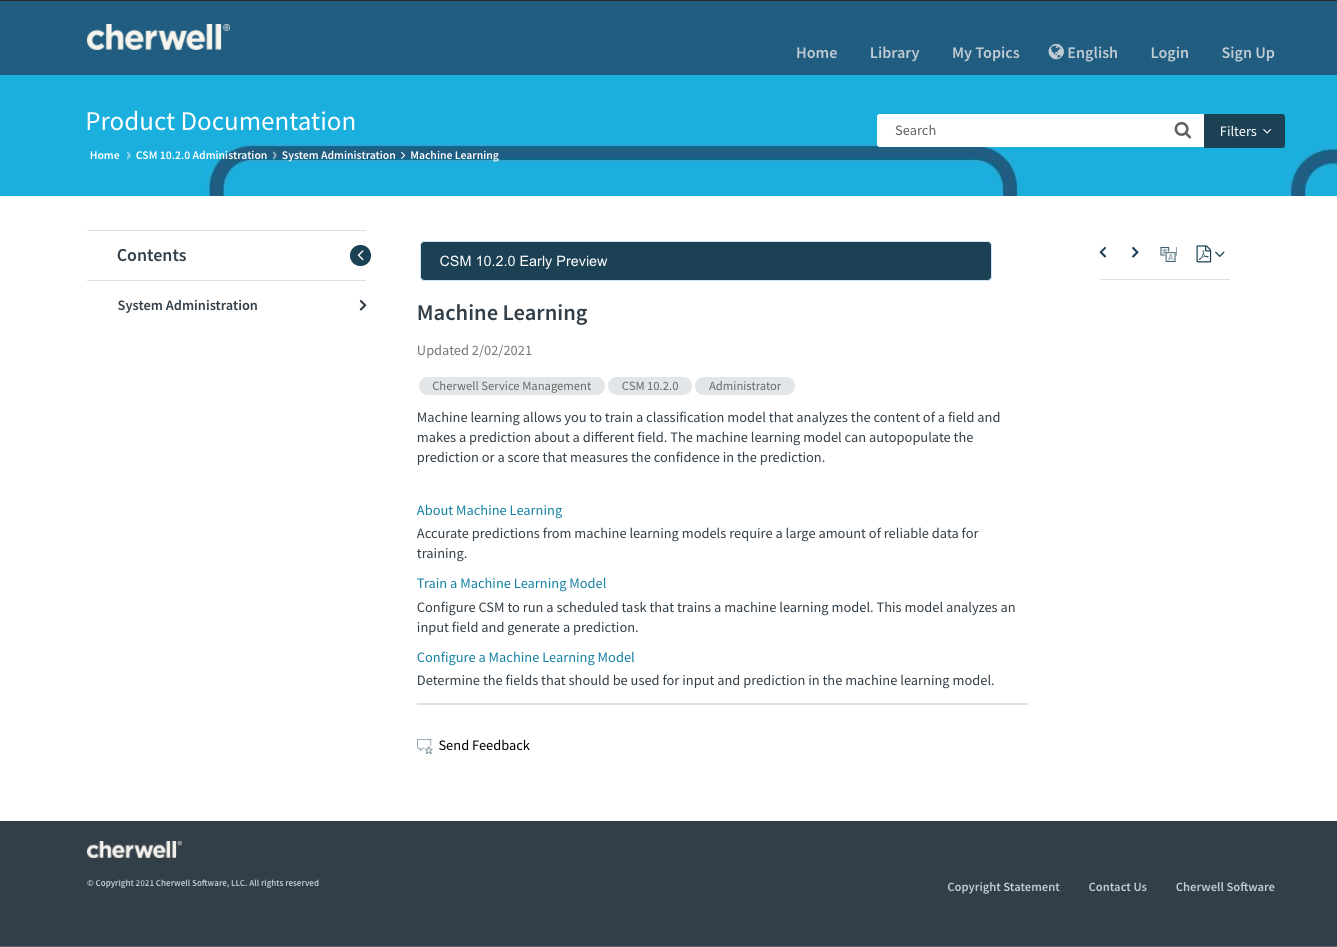 cherwell®
Home Library My Topics English Login Sign Up
Product Documentation
Search Filters
Home > CSM 10.2.0 Administration > System Administration > Machine Learning
Contents
System Administration
CSM 10.2.0 Early Preview
Machine Learning
Updated 2/02/2021
Cherwell Service Management CSM 10.2.0 Administrator
Machine learning allows you to train a classification model that analyzes the content of a field and
makes a prediction about a different field. The machine learning model can autopopulate the
prediction or a score that measures the confidence in the prediction.
About Machine Learning
Accurate predictions from machine learning models require a large amount of reliable data for
training.
Train a Machine Learning Model
Configure CSM to run a scheduled task that trains a machine learning model. This model analyzes an
input field and generate a prediction.
Configure a Machine Learning Model
Determine the fields that should be used for input and prediction in the machine learning model.
Send Feedback
cherwell®
© Copyright 2021 Cherwell Software, LLC. All rights reserved
Copyright Statement Contact Us Cherwell Software